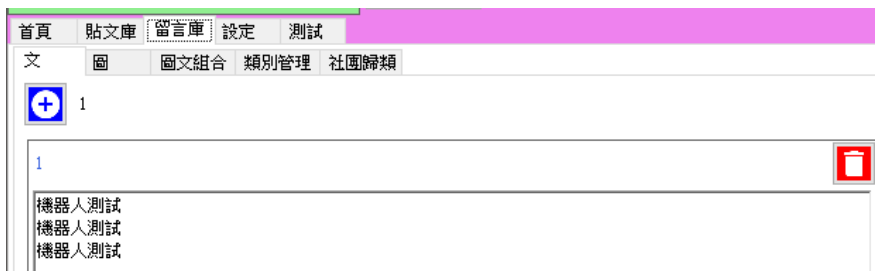 首頁 貼文庫 留言庫 設定 測試
文 圖 圖文組合 類別管理 社團歸類
1
1
機器人測試
機器人測試
機器人測試